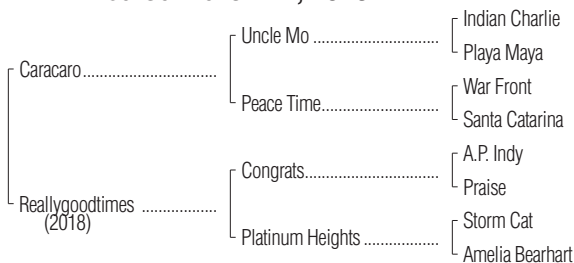 Indian Charlie
Uncle Mo
Playa Maya
Caracaro
War Front
Peace Time
Santa Catarina
A.P. Indy
Congrats
Praise
Reallygoodtimes
(2018)
Storm Cat
Platinum Heights
Amelia Bearhart